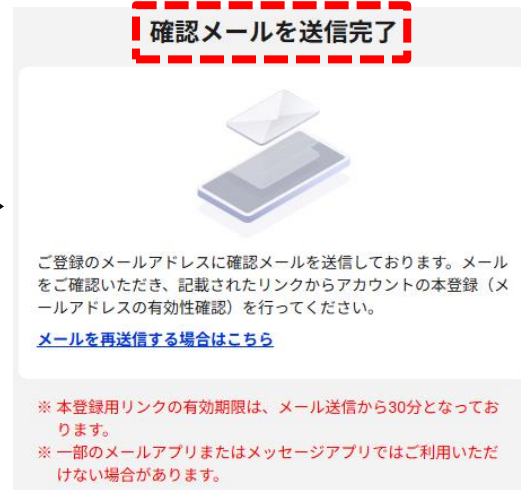 確認メールを送信完了
ご登録のメールアドレスに確認メールを送信しております。メール
をご確認いただき、記載されたリンクからアカウントの本登録（メ
ールアドレスの有効性確認）を行ってください。
メールを再送信する場合はこちら
※ 本登録用リンクの有効期限は、メール送信から30分となってお
ります。
※ 一部のメールアプリまたはメッセージアプリではご利用いただ
けない場合があります。